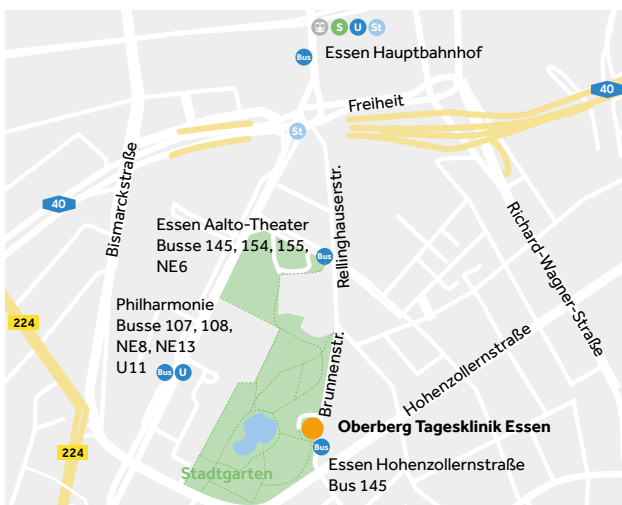 S U St
Bus Essen Hauptbahnhof
Freiheit
40
St
Bismarckstraße
40
Rellinghauserstr.
Essen Aalto-Theater
Busse 145, 154, 155,
NE6
Bus
Richard-Wagner-Straße
Philharmonie
Busse 107, 108,
NE8, NE13
U11 Bus U
224
Hohenzollernstraße
Brunnenstr.
Oberberg Tagesklinik Essen
Bus
224
Stadtgarten
Essen Hohenzollernstraße
Bus 145